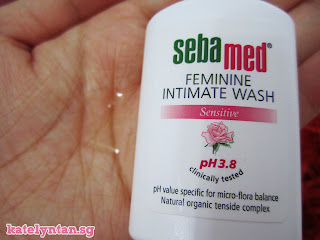 sebamed®
FEMININE
INTIMATE WASH
Sensitive
pH3.8
clinically tested
pH value specific for micro-flora balance
Natural organic tenside complex
katelyntan.sg